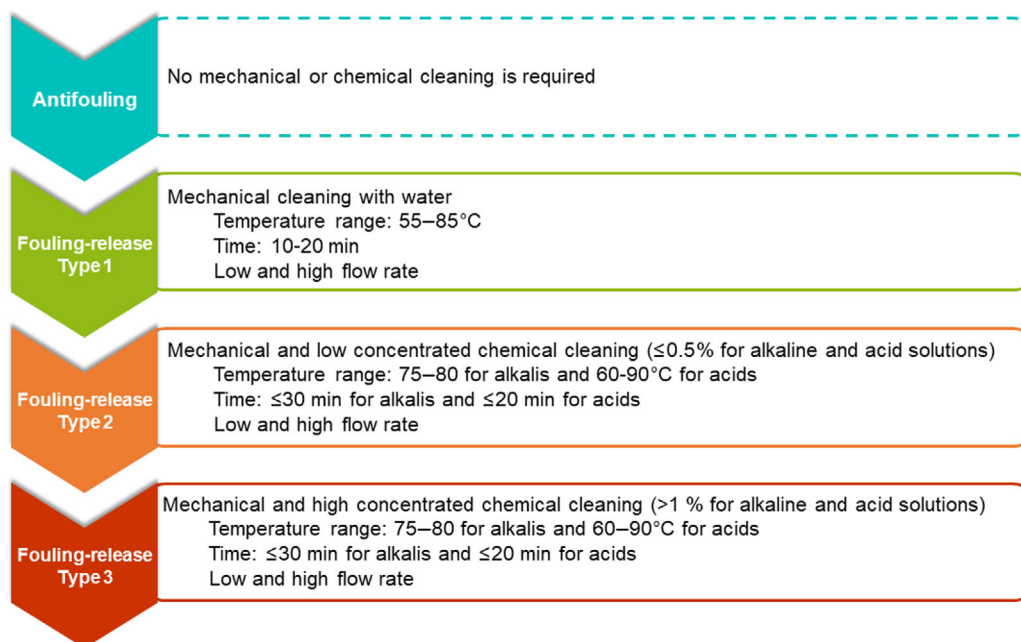 Antifouling
No mechanical or chemical cleaning is required
Fouling-release
Type 1
Mechanical cleaning with water
Temperature range: 55–85°C
Time: 10-20 min
Low and high flow rate
Fouling-release
Type 2
Mechanical and low concentrated chemical cleaning (≤0.5% for alkaline and acid solutions)
Temperature range: 75–80 for alkalis and 60-90°C for acids
Time: ≤30 min for alkalis and ≤20 min for acids
Low and high flow rate
Fouling-release
Type 3
Mechanical and high concentrated chemical cleaning (>1 % for alkaline and acid solutions)
Temperature range: 75–80 for alkalis and 60–90°C for acids
Time: ≤30 min for alkalis and ≤20 min for acids
Low and high flow rate